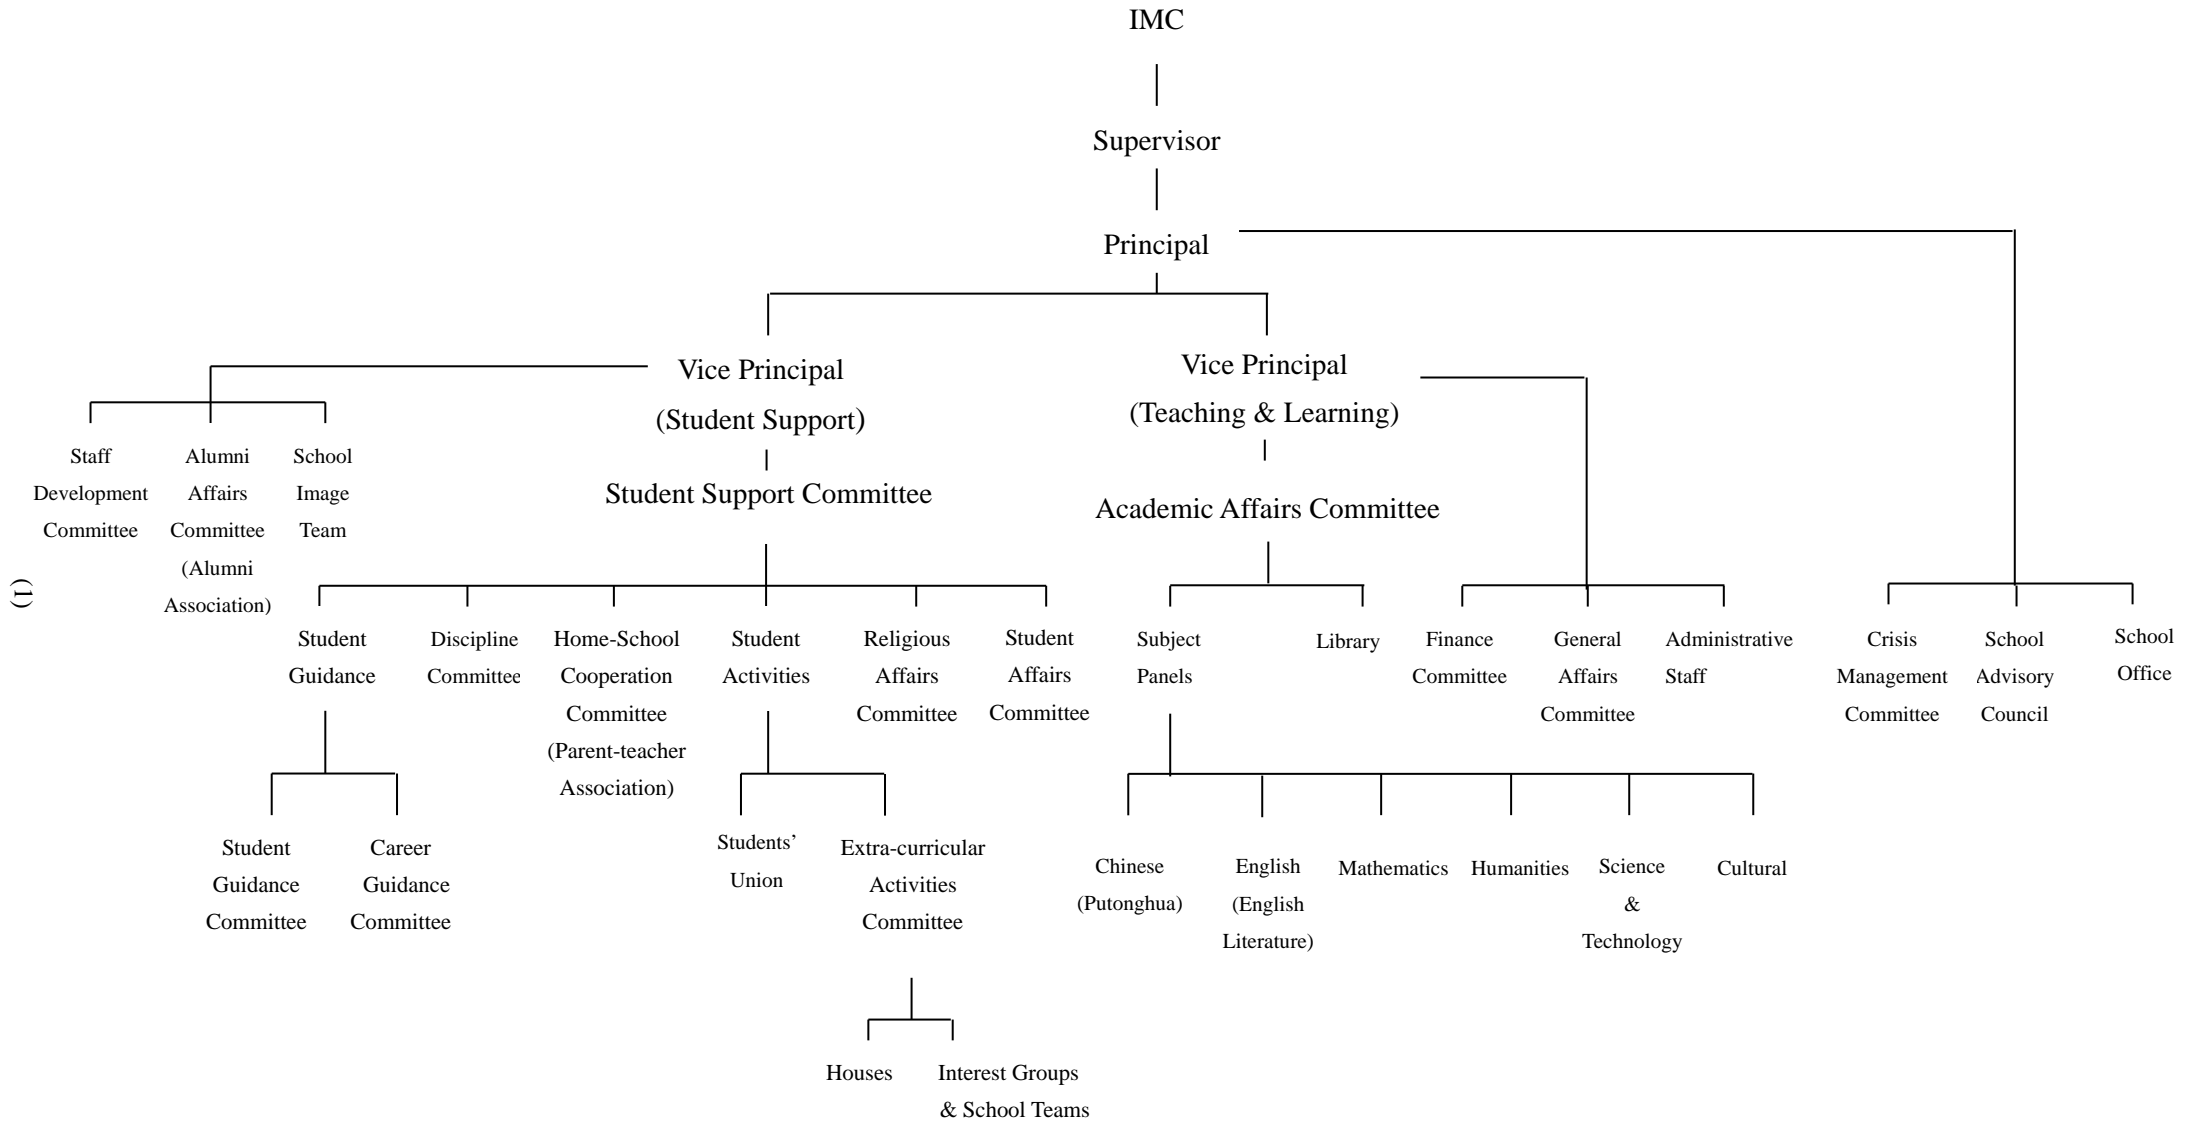 IMC
Supervisor
Principal
Vice Principal
(Student Support)
Vice Principal
(Teaching & Learning)
Staff
Development
Committee
Alumni
Affairs
Committee
(Alumni
Association)
School
Image
Team
Student Support Committee
Academic Affairs Committee
(1)
Student
Guidance
Discipline
Committee
Home-School
Cooperation
Committee
(Parent-teacher
Association)
Student
Activities
Religious
Affairs
Committee
Student
Affairs
Committee
Subject
Panels
Library
Finance
Committee
General
Affairs
Committee
Administrative
Staff
Crisis
Management
Committee
School
Advisory
Council
School
Office
Student
Guidance
Committee
Career
Guidance
Committee
Students’
Union
Extra-curricular
Activities
Committee
Chinese
(Putonghua)
English
(English
Literature)
Mathematics
Humanities
Science
&
Technology
Cultural
Houses
Interest Groups
& School Teams